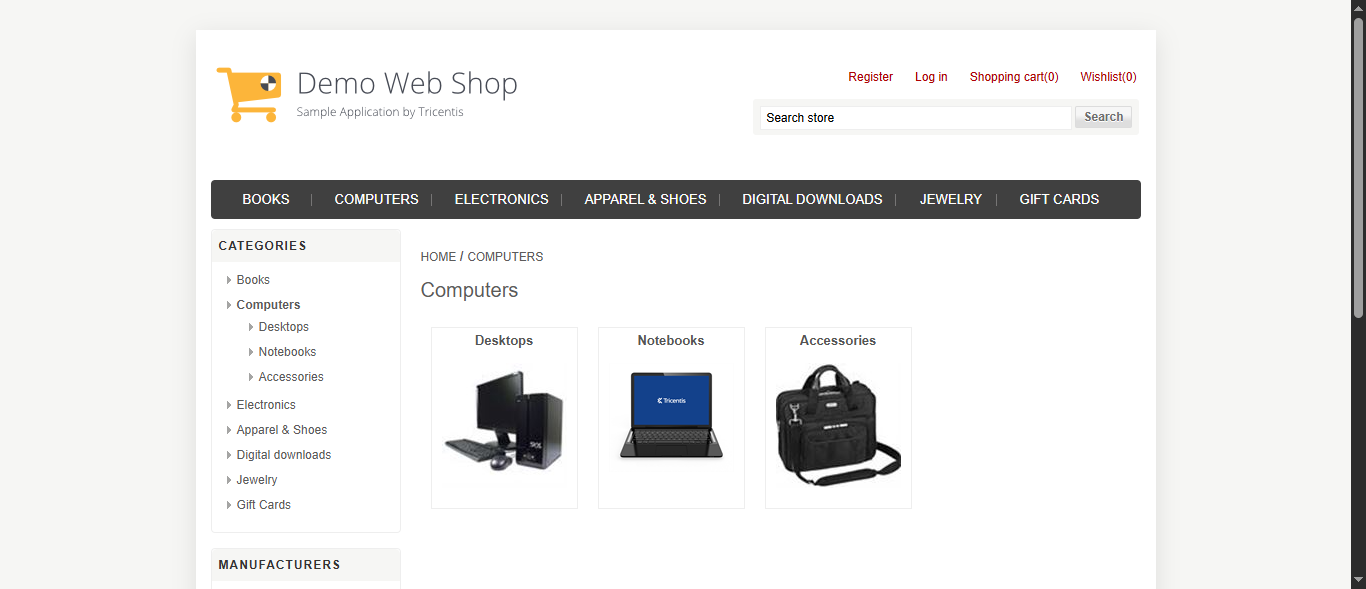 Demo Web Shop
Sample Application by Tricentis
Register Log in Shopping cart(0) Wishlist(0)
Search store Search
BOOKS COMPUTERS ELECTRONICS APPAREL & SHOES DIGITAL DOWNLOADS JEWELRY GIFT CARDS
CATEGORIES
Books
Computers
Desktops
Notebooks
Accessories
Electronics
Apparel & Shoes
Digital downloads
Jewelry
Gift Cards
MANUFACTURERS
HOME / COMPUTERS
Computers
Desktops
Notebooks
Tricentis
Accessories